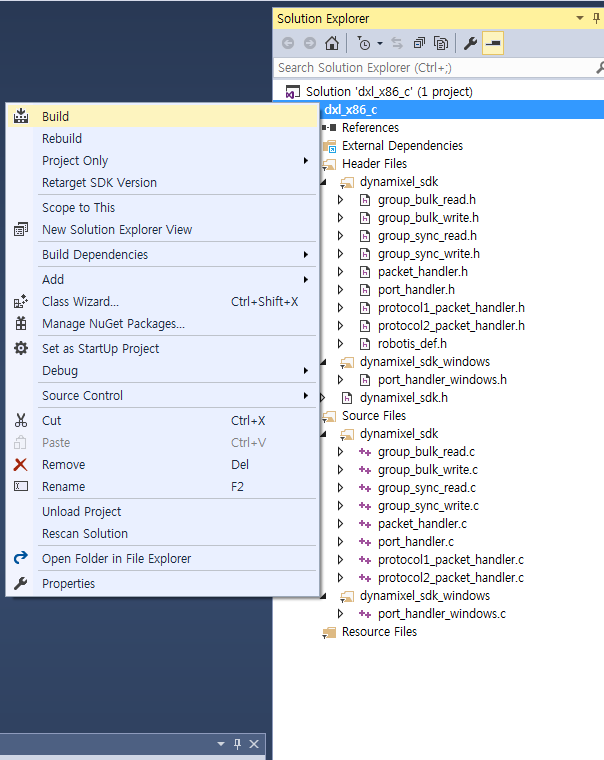 Solution Explorer
Search Solution Explorer (Ctrl+;)
Solution 'dxl_x86_c' (1 project)
dxl_x86_c
References
External Dependencies
Header Files
dynamixel_sdk
group_bulk_read.h
group_bulk_write.h
group_sync_read.h
group_sync_write.h
packet_handler.h
port_handler.h
protocol1_packet_handler.h
protocol2_packet_handler.h
robotis_def.h
dynamixel_sdk_windows
port_handler_windows.h
dynamixel_sdk.h
Source Files
dynamixel_sdk
group_bulk_read.c
group_bulk_write.c
group_sync_read.c
group_sync_write.c
packet_handler.c
port_handler.c
protocol1_packet_handler.c
protocol2_packet_handler.c
dynamixel_sdk_windows
port_handler_windows.c
Resource Files
Build
Rebuild
Project Only
Retarget SDK Version
Scope to This
New Solution Explorer View
Build Dependencies
Add
Class Wizard... Ctrl+Shift+X
Manage NuGet Packages...
Set as StartUp Project
Debug
Source Control
Cut Ctrl+X
Paste Ctrl+V
Remove Del
Rename F2
Unload Project
Rescan Solution
Open Folder in File Explorer
Properties